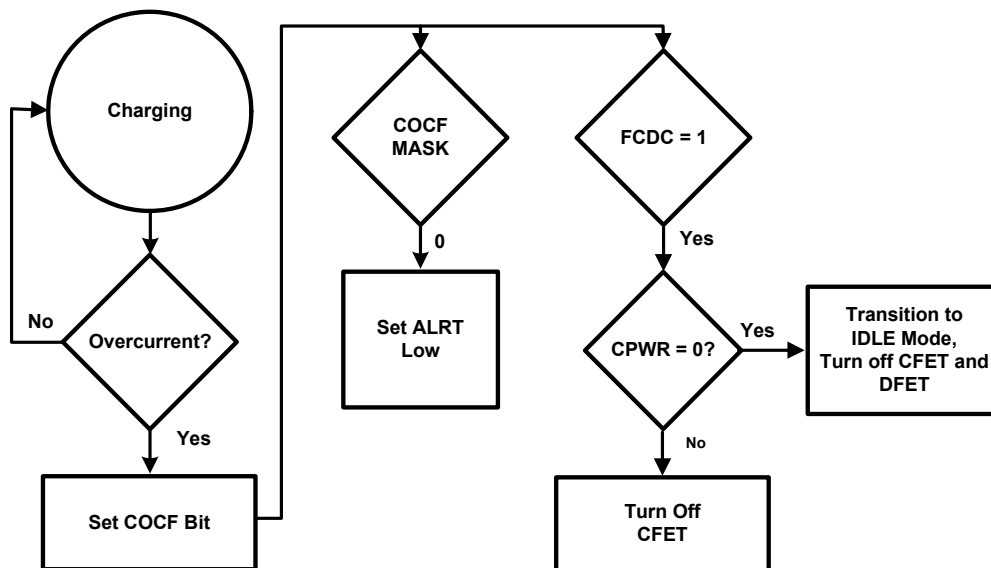 Charging
No
Overcurrent?
Yes
Set COCF Bit
COCF
MASK
0
Set ALRT
Low
FCDC = 1
Yes
CPWR = 0?
Yes
Transition to
IDLE Mode,
Turn off CFET and
DFET
No
Turn Off
CFET